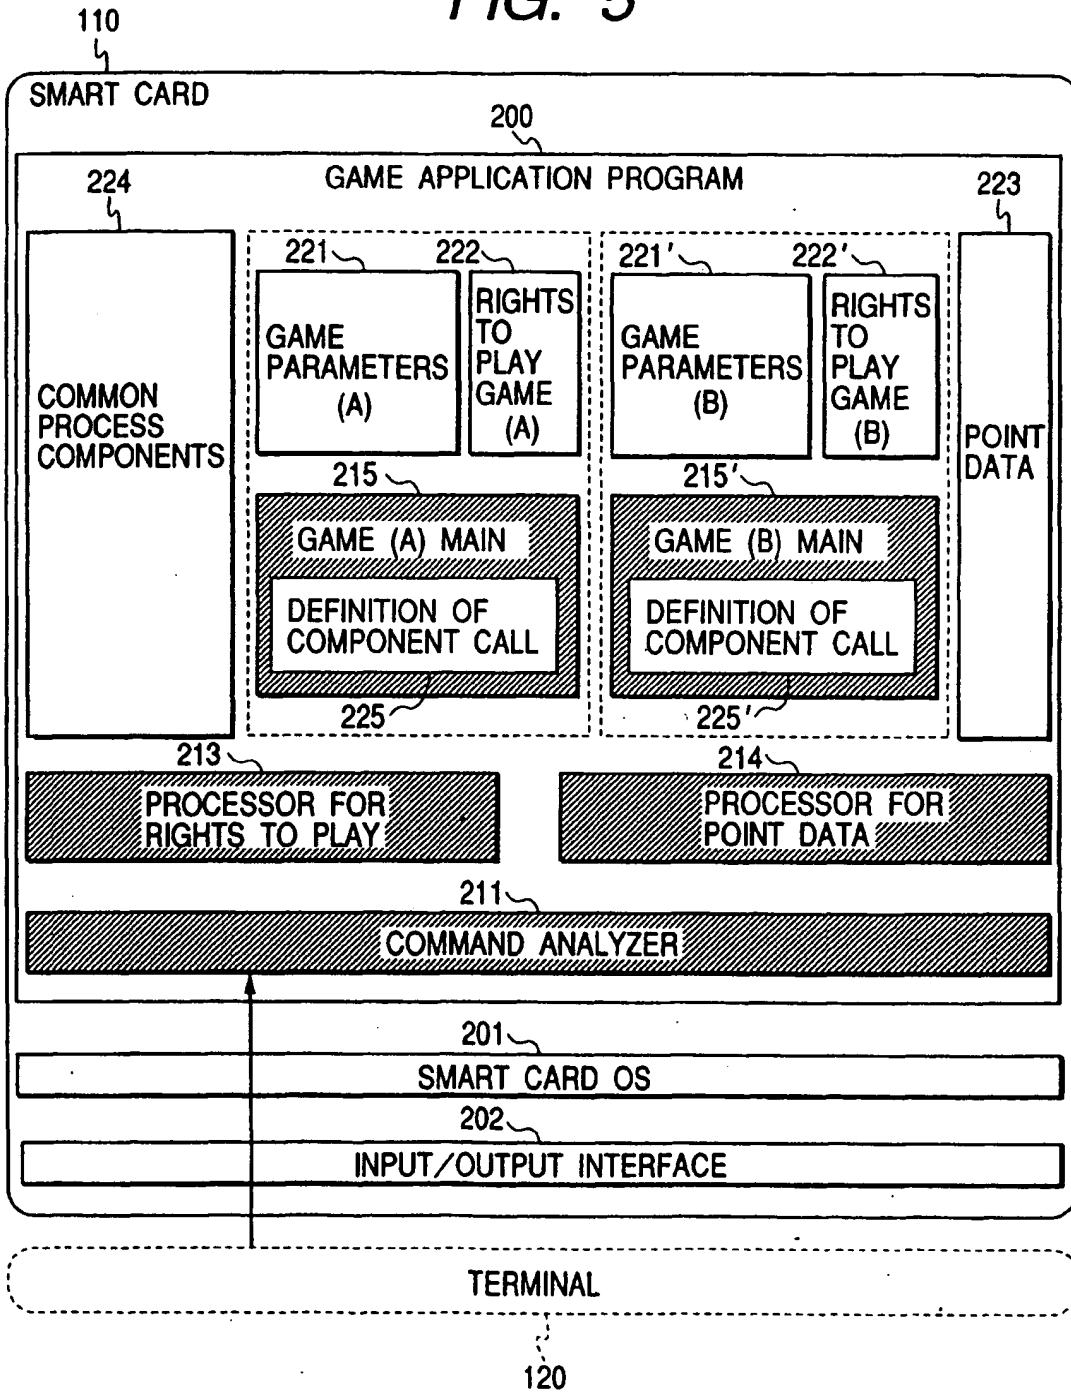 FIG. 5
110
SMART CARD
200
GAME APPLICATION PROGRAM
224
223
221
222
221'
222'
COMMON
PROCESS
COMPONENTS
GAME
PARAMETERS
(A)
RIGHTS
TO
PLAY
GAME
(A)
GAME
PARAMETERS
(B)
RIGHTS
TO
PLAY
GAME
(B)
POINT
DATA
215
GAME (A) MAIN
DEFINITION OF
COMPONENT CALL
225
215'
GAME (B) MAIN
DEFINITION OF
COMPONENT CALL
225'
213
PROCESSOR FOR
RIGHTS TO PLAY
214
PROCESSOR FOR
POINT DATA
211
COMMAND ANALYZER
201
SMART CARD OS
202
INPUT/OUTPUT INTERFACE
TERMINAL
120